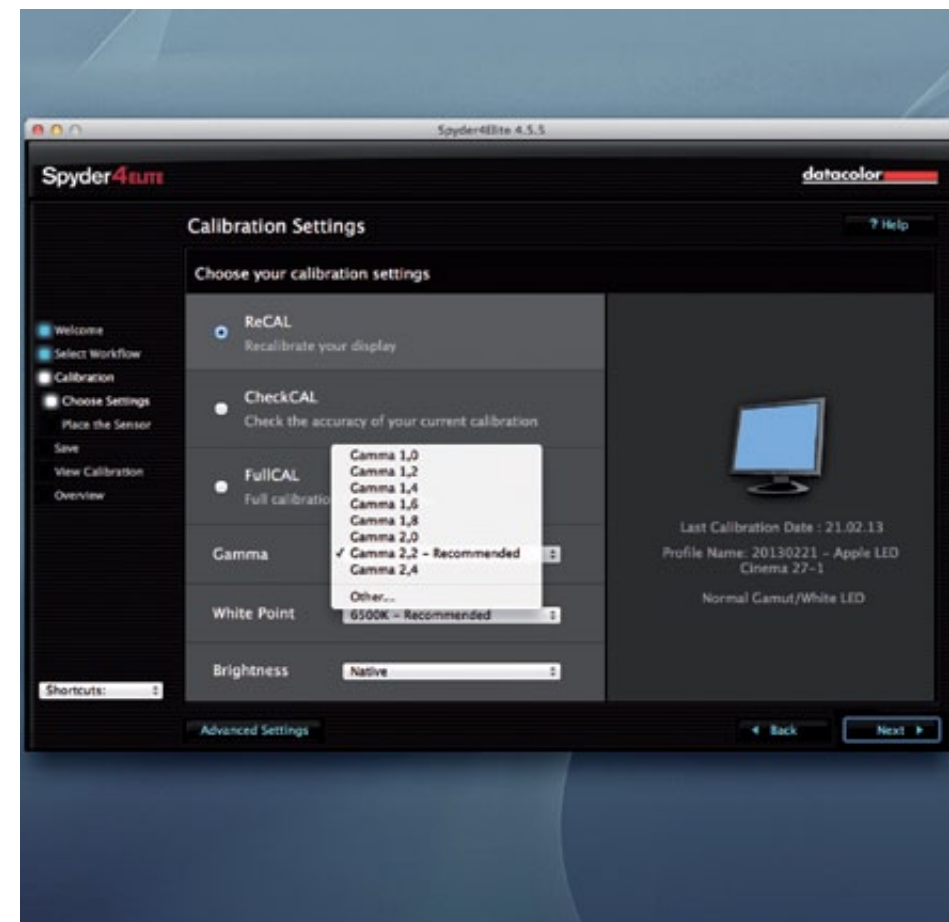 Spyder4Elite 4.5.5
Spyder4ELITE
datacolor
Calibration Settings
? Help
Choose your calibration settings
Welcome
Select Workflow
Calibration
Choose Settings
Place the Sensor
Save
View Calibration
Overview
Shortcuts:
ReCAL
Recalibrate your display
CheckCAL
Check the accuracy of your current calibration
FullCAL
Full calibratio
Gamma
Gamma 1,0
Gamma 1,2
Gamma 1,4
Gamma 1,6
Gamma 1,8
Gamma 2,0
✓ Gamma 2,2 – Recommended
Gamma 2,4
Other...
White Point
6500K – Recommended
Brightness
Native
Last Calibration Date : 21.02.13
Profile Name: 20130221 – Apple LED
Cinema 27-1
Normal Gamut/White LED
Advanced Settings
Back
Next